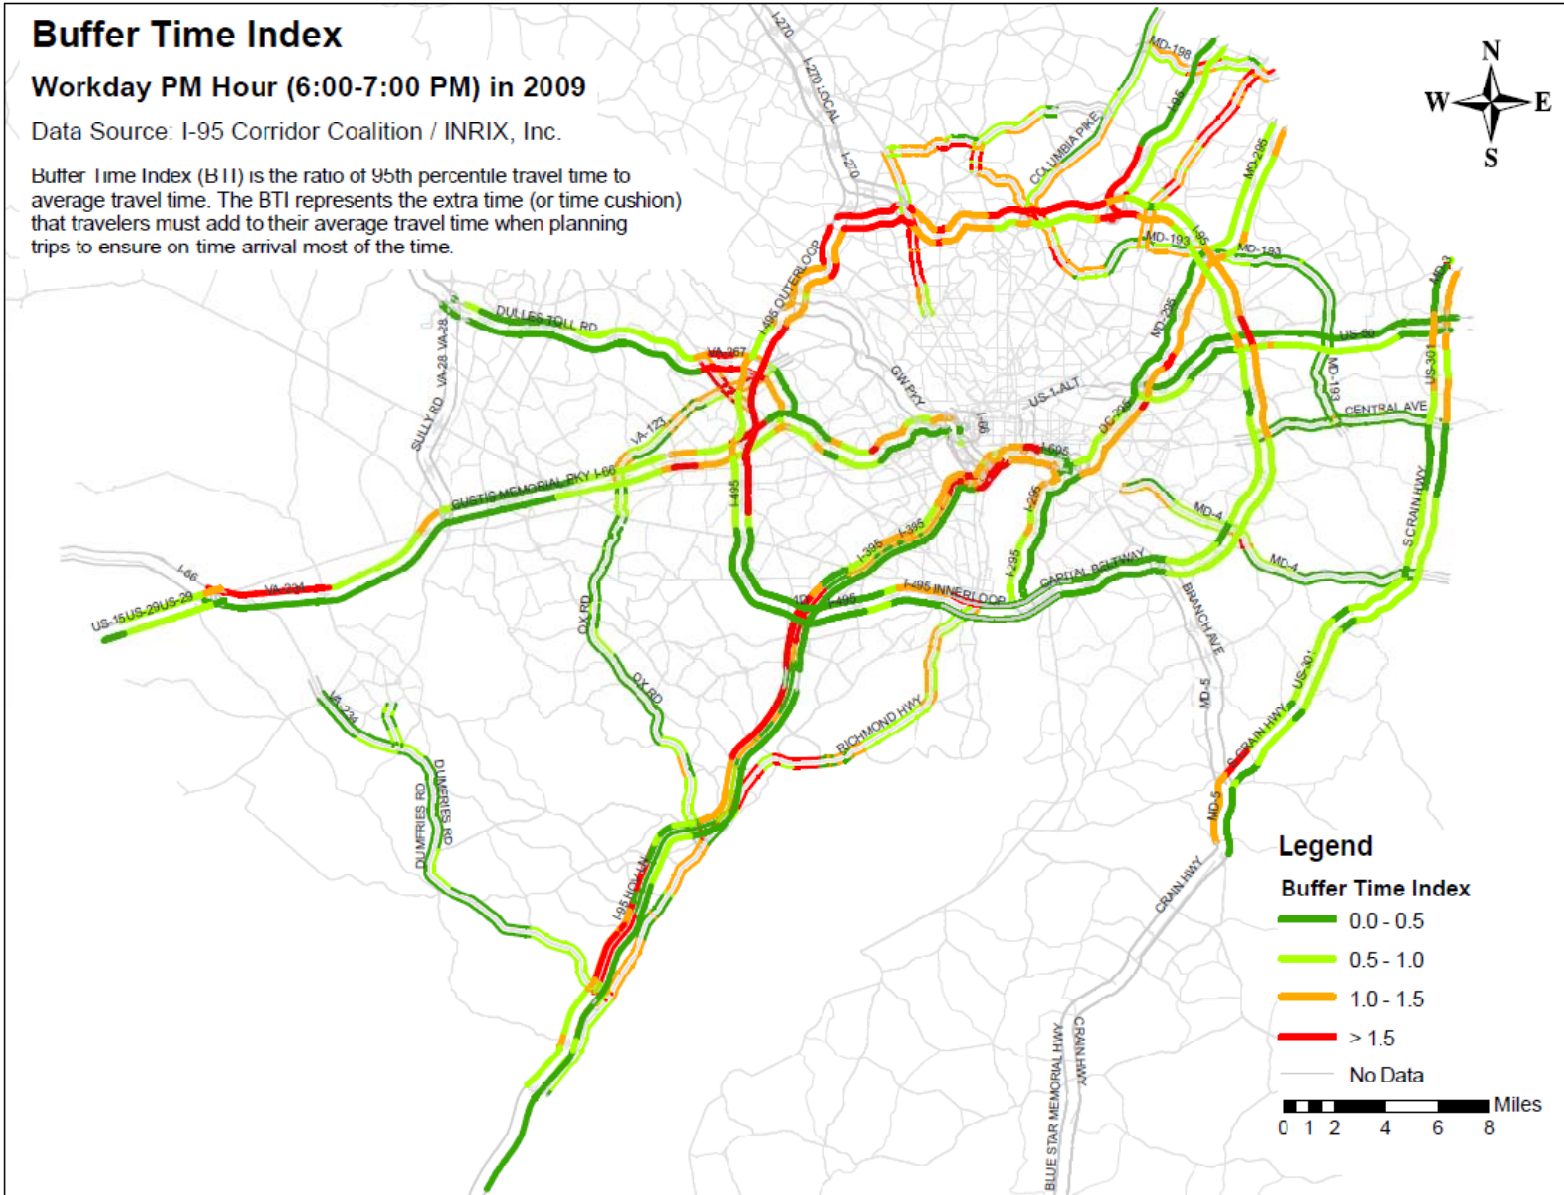 Buffer Time Index
Workday PM Hour (6:00-7:00 PM) in 2009
Data Source: I-95 Corridor Coalition / INRIX, Inc.
Buffer Time Index (BTI) is the ratio of 95th percentile travel time to
average travel time. The BTI represents the extra time (or time cushion)
that travelers must add to their average travel time when planning
trips to ensure on time arrival most of the time.
N
W E
S
I-270
I-270 LOCAL
I-270
MD-198
I-95
COLUMBIA PIKE
MD-295
I-95
MD-193
MD-193
MD-3
I-495 OUTERLOOP
DULLES TOLL RD
VA-267
VA-28 VA-28
SULLY RD
GW PKY
US-1-ALT
MD-295
US-50
US-301
MD-193
CENTRAL AVE
DC-295
I-66
I-695
VA-123
CUSTIS MEMORIAL PKY I-66
I-495
I-295
I-395
I-395
MD-4
S CRAIN HWY
I-66
VA-234
US-15US-29US-29
I-295
CAPITAL BELTWAY
MD-4
I-495 INNERLOOP
I-495
OX RD
OX RD
BRANCH AVE
US-301
MD-5
VA-234
RICHMOND HWY
S CRAIN HWY
DUMFRIES RD
DUMFRIES RD
MD-5
I-95 HOV LN
CRAIN HWY
CRAIN HWY
BLUE STAR MEMORIAL HWY
Legend
Buffer Time Index
0.0 - 0.5
0.5 - 1.0
1.0 - 1.5
> 1.5
No Data
Miles
0 1 2 4 6 8